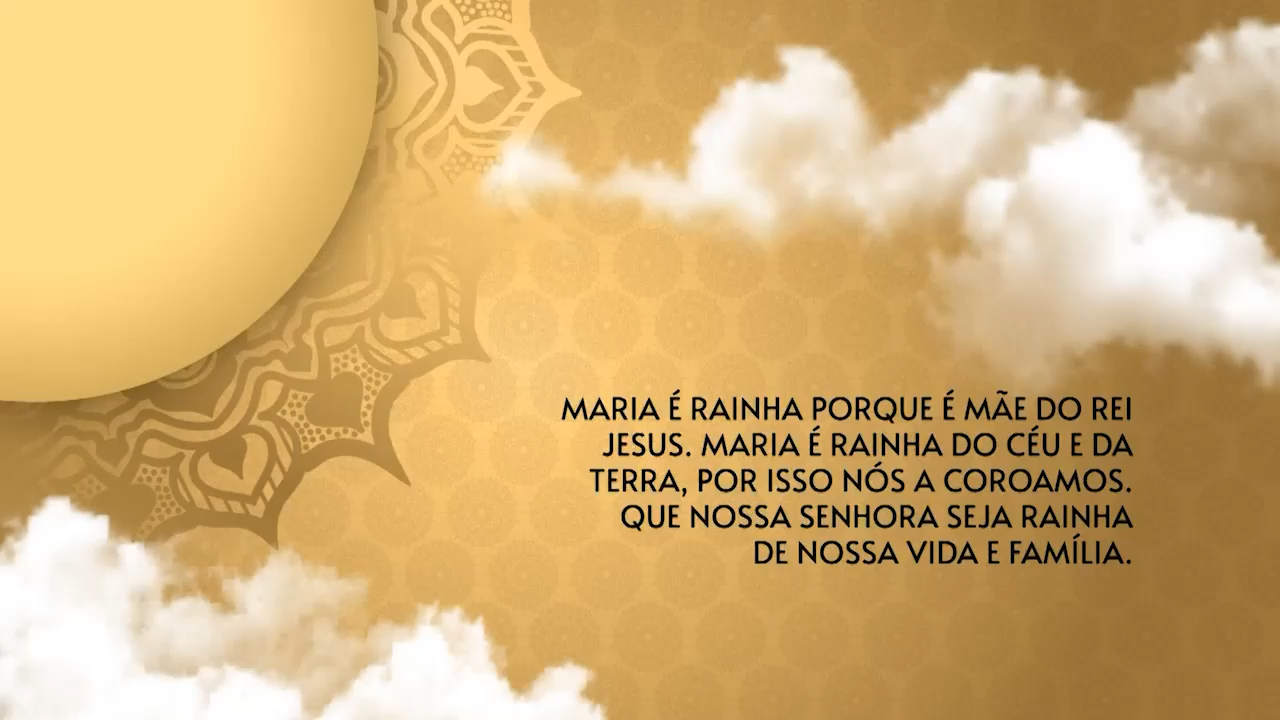 MARIA É RAINHA PORQUE É MÃE DO REI
JESUS. MARIA É RAINHA DO CÉU E DA
TERRA, POR ISSO NÓS A COROAMOS.
QUE NOSSA SENHORA SEJA RAINHA
DE NOSSA VIDA E FAMÍLIA.